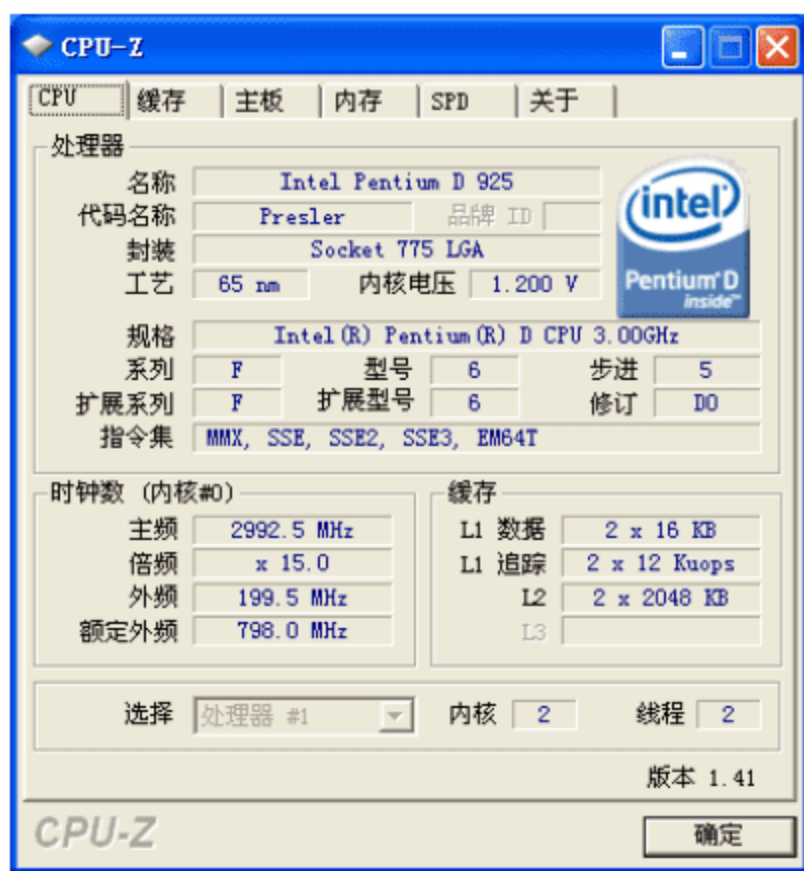 CPU-Z
CPU 缓存 主板 内存 SPD 关于
处理器
名称 Intel Pentium D 925
代码名称 Presler 品牌 ID
封装 Socket 775 LGA
工艺 65 nm 内核电压 1.200 V
intel
Pentium D
inside™
规格 Intel(R) Pentium(R) D CPU 3.00GHz
系列 F 型号 6 步进 5
扩展系列 F 扩展型号 6 修订 D0
指令集 MMX, SSE, SSE2, SSE3, EM64T
时钟数 (内核#0) 缓存
主频 2992.5 MHz L1 数据 2 x 16 KB
倍频 x 15.0 L1 追踪 2 x 12 Kuops
外频 199.5 MHz L2 2 x 2048 KB
额定外频 798.0 MHz L3
选择 处理器 #1 内核 2 线程 2
版本 1.41
CPU-Z 确定